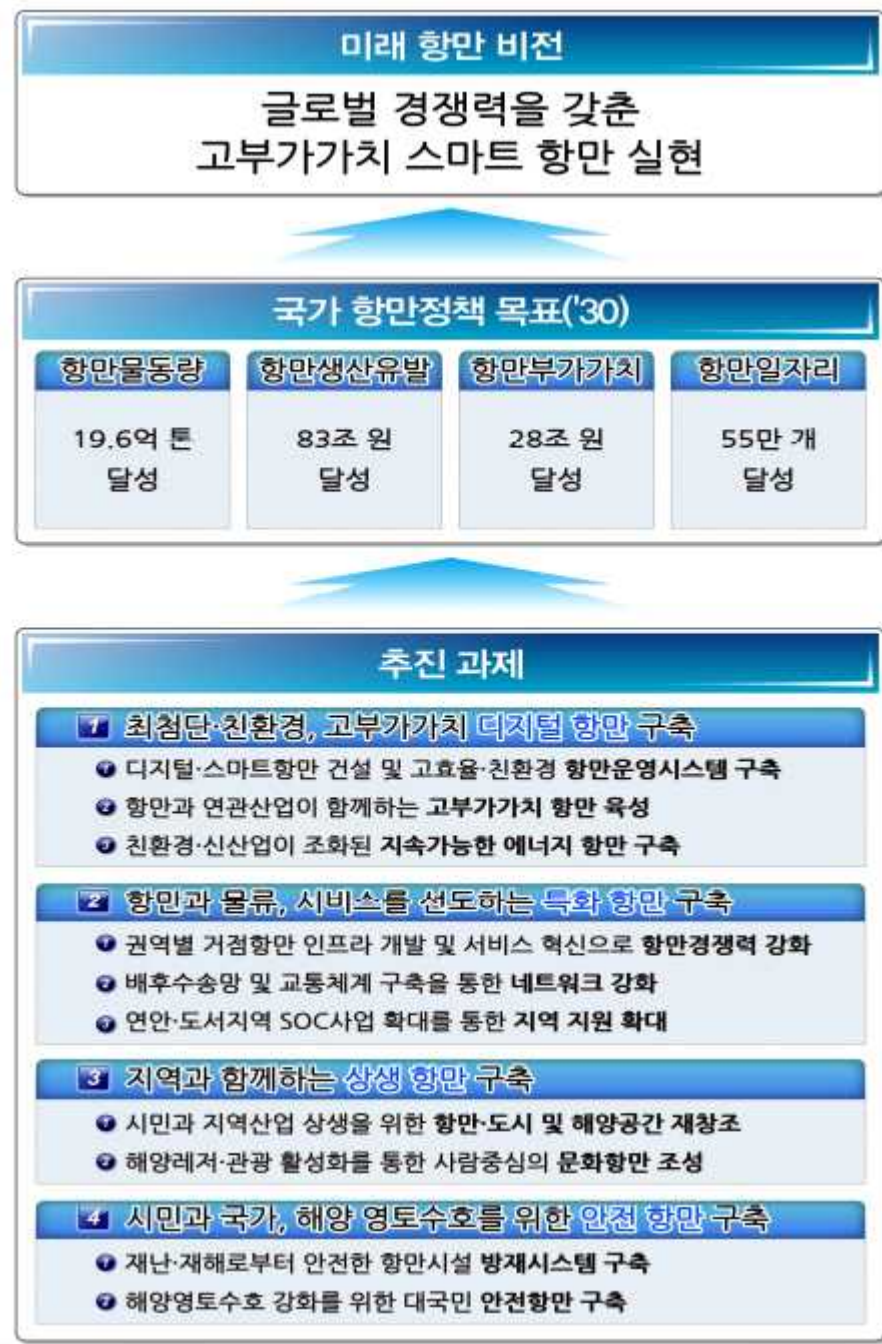 미래 항만 비전
글로벌 경쟁력을 갖춘
고부가가치 스마트 항만 실현
국가 항만정책 목표('30)
항만물동량
19.6억 톤
달성
항만생산유발
83조 원
달성
항만부가가치
28조 원
달성
항만일자리
55만 개
달성
추진 과제
1 최첨단·친환경, 고부가가치 디지털 항만 구축
❶ 디지털·스마트항만 건설 및 고효율·친환경 항만운영시스템 구축
❷ 항만과 연관산업이 함께하는 고부가가치 항만 육성
❸ 친환경·신산업이 조화된 지속가능한 에너지 항만 구축
2 항민과 물류, 시비스를 선도하는 특화 항만 구축
❶ 권역별 거점항만 인프라 개발 및 서비스 혁신으로 항만경쟁력 강화
❷ 배후수송망 및 교통체계 구축을 통한 네트워크 강화
❸ 연안·도서지역 SOC사업 확대를 통한 지역 지원 확대
3 지역과 함께하는 상생 항만 구축
❶ 시민과 지역산업 상생을 위한 항만·도시 및 해양공간 재창조
❷ 해양레저·관광 활성화를 통한 사람중심의 문화항만 조성
4 시민과 국가, 해양 영토수호를 위한 안전 항만 구축
❶ 재난·재해로부터 안전한 항만시설 방재시스템 구축
❷ 해양영토수호 강화를 위한 대국민 안전항만 구축